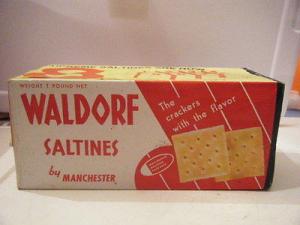 WEIGHT 1 POUND NET
WALDORF
SALTINES
by MANCHESTER
The
crackers
with the flavor